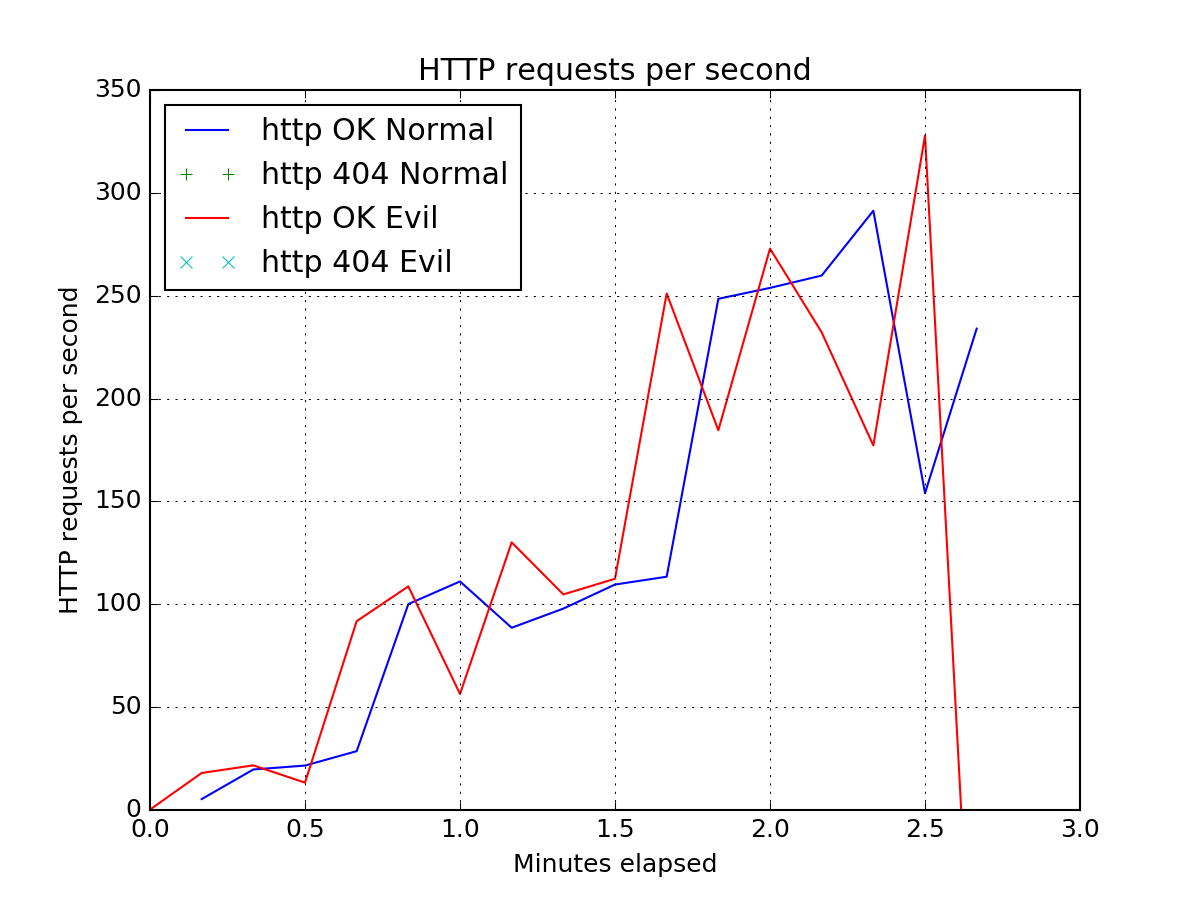 HTTP requests per second
350
300
250
200
150
100
50
0
HTTP requests per second
http OK Normal
http 404 Normal
http OK Evil
http 404 Evil
0.0 0.5 1.0 1.5 2.0 2.5 3.0
Minutes elapsed